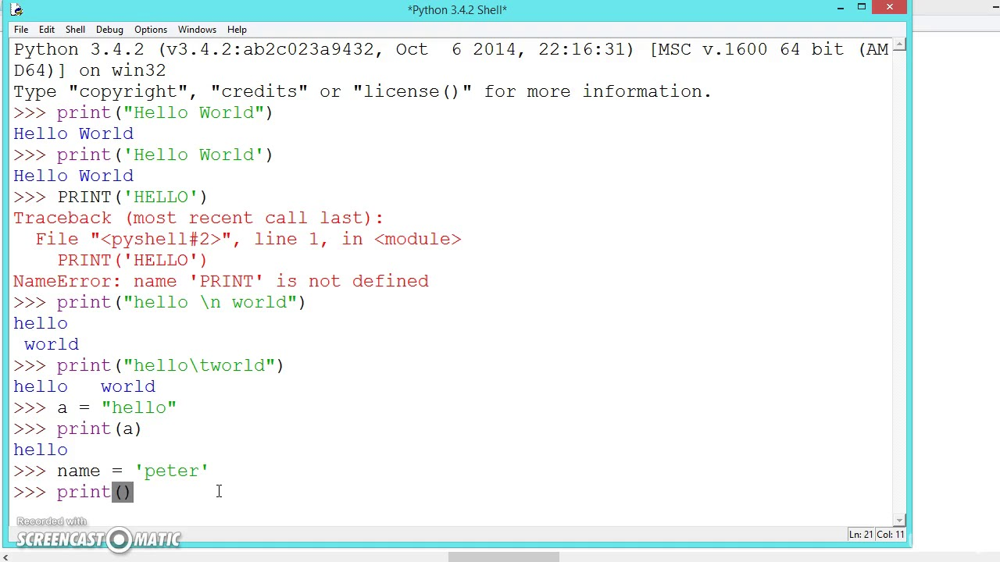 *Python 3.4.2 Shell*
File Edit Shell Debug Options Windows Help
Python 3.4.2 (v3.4.2:ab2c023a9432, Oct  6 2014, 22:16:31) [MSC v.1600 64 bit (AM
D64)] on win32
Type "copyright", "credits" or "license()" for more information.
>>> print("Hello World")
Hello World
>>> print('Hello World')
Hello World
>>> PRINT('HELLO')
Traceback (most recent call last):
  File "<pyshell#2>", line 1, in <module>
    PRINT('HELLO')
NameError: name 'PRINT' is not defined
>>> print("hello \n world")
hello
 world
>>> print("hello\tworld")
hello   world
>>> a = "hello"
>>> print(a)
hello
>>> name = 'peter'
>>> print()
Recorded with
SCREENCAST MATIC
Ln: 21 Col: 11